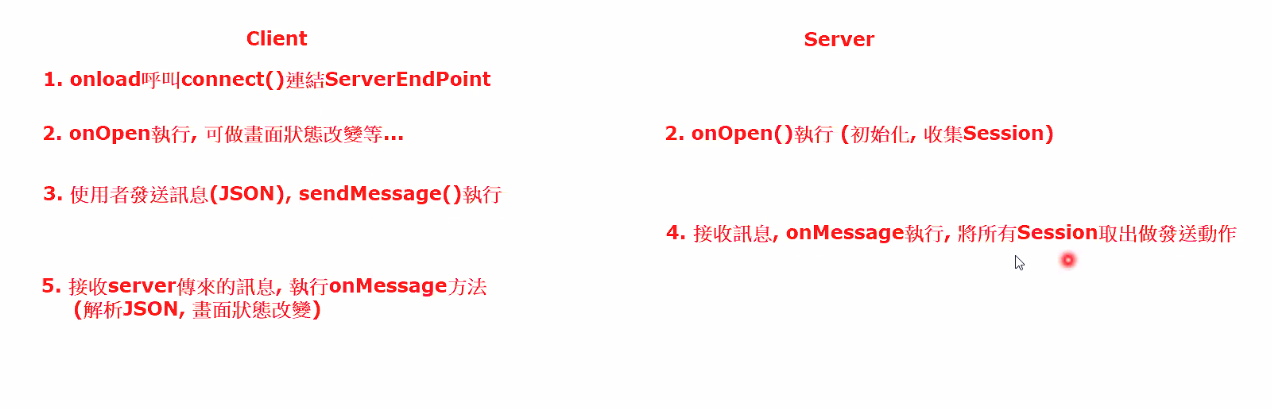 Client
Server
1. onload呼叫connect()連結ServerEndPoint
2. onOpen執行, 可做畫面狀態改變等...
2. onOpen()執行 (初始化, 收集Session)
3. 使用者發送訊息(JSON), sendMessage()執行
4. 接收訊息, onMessage執行, 將所有Session取出做發送動作
5. 接收server傳來的訊息, 執行onMessage方法
(解析JSON, 畫面狀態改變)